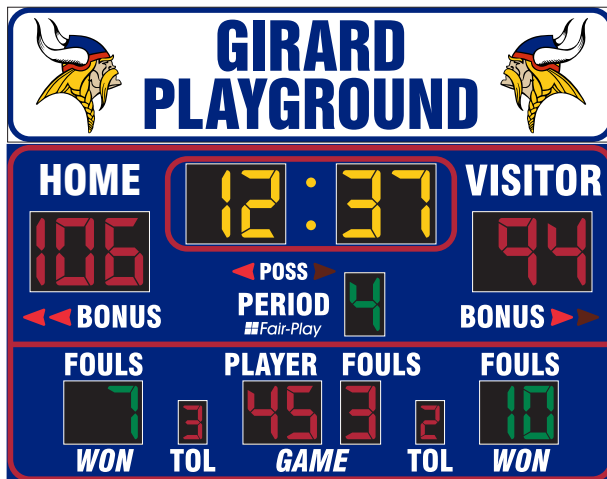 GIRARD
PLAYGROUND
HOME 12:37 VISITOR
106 94
POSS
BONUS PERIOD 4 BONUS
Fair-Play
FOULS PLAYER FOULS FOULS
7 3 45 3 2 10
WON TOL GAME TOL WON